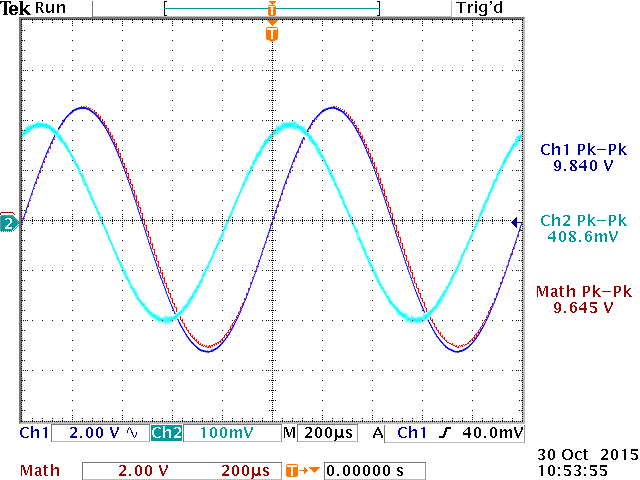 Tek Run Trig'd
T
T
Ch1 Pk-Pk
9.840 V
2
Ch2 Pk-Pk
408.6mV
Math Pk-Pk
9.645 V
Ch1 2.00 V Ch2 100mV M 200µs A Ch1 40.0mV
Math 2.00 V 200µs T 0.00000 s
30 Oct 2015
10:53:55